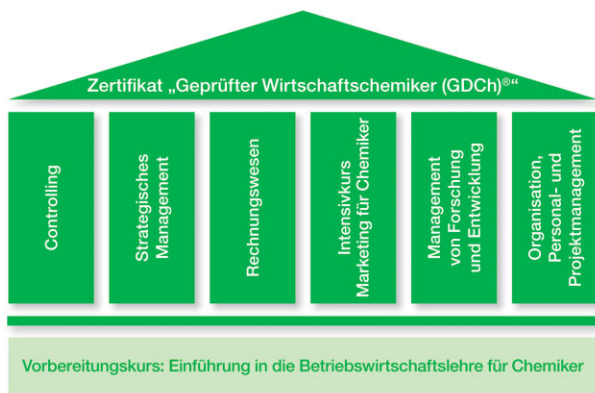 Zertifikat „Geprüfter Wirtschaftschemiker (GDCh)®“
Controlling
Strategisches
Management
Rechnungswesen
Intensivkurs
Marketing für Chemiker
Management
von Forschung
und Entwicklung
Organisation,
Personal- und
Projektmanagement
Vorbereitungskurs: Einführung in die Betriebswirtschaftslehre für Chemiker